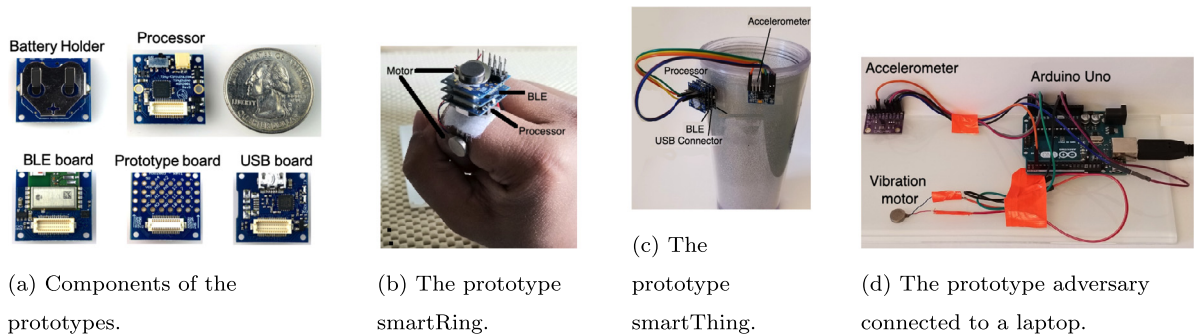 Battery Holder
Processor
BLE board
Prototype board
USB board
(a) Components of the
prototypes.
Motor
BLE
Processor
(b) The prototype
smartRing.
Accelerometer
Processor
BLE
USB Connector
(c) The
prototype
smartThing.
Accelerometer
Arduino Uno
Vibration
motor
(d) The prototype adversary
connected to a laptop.